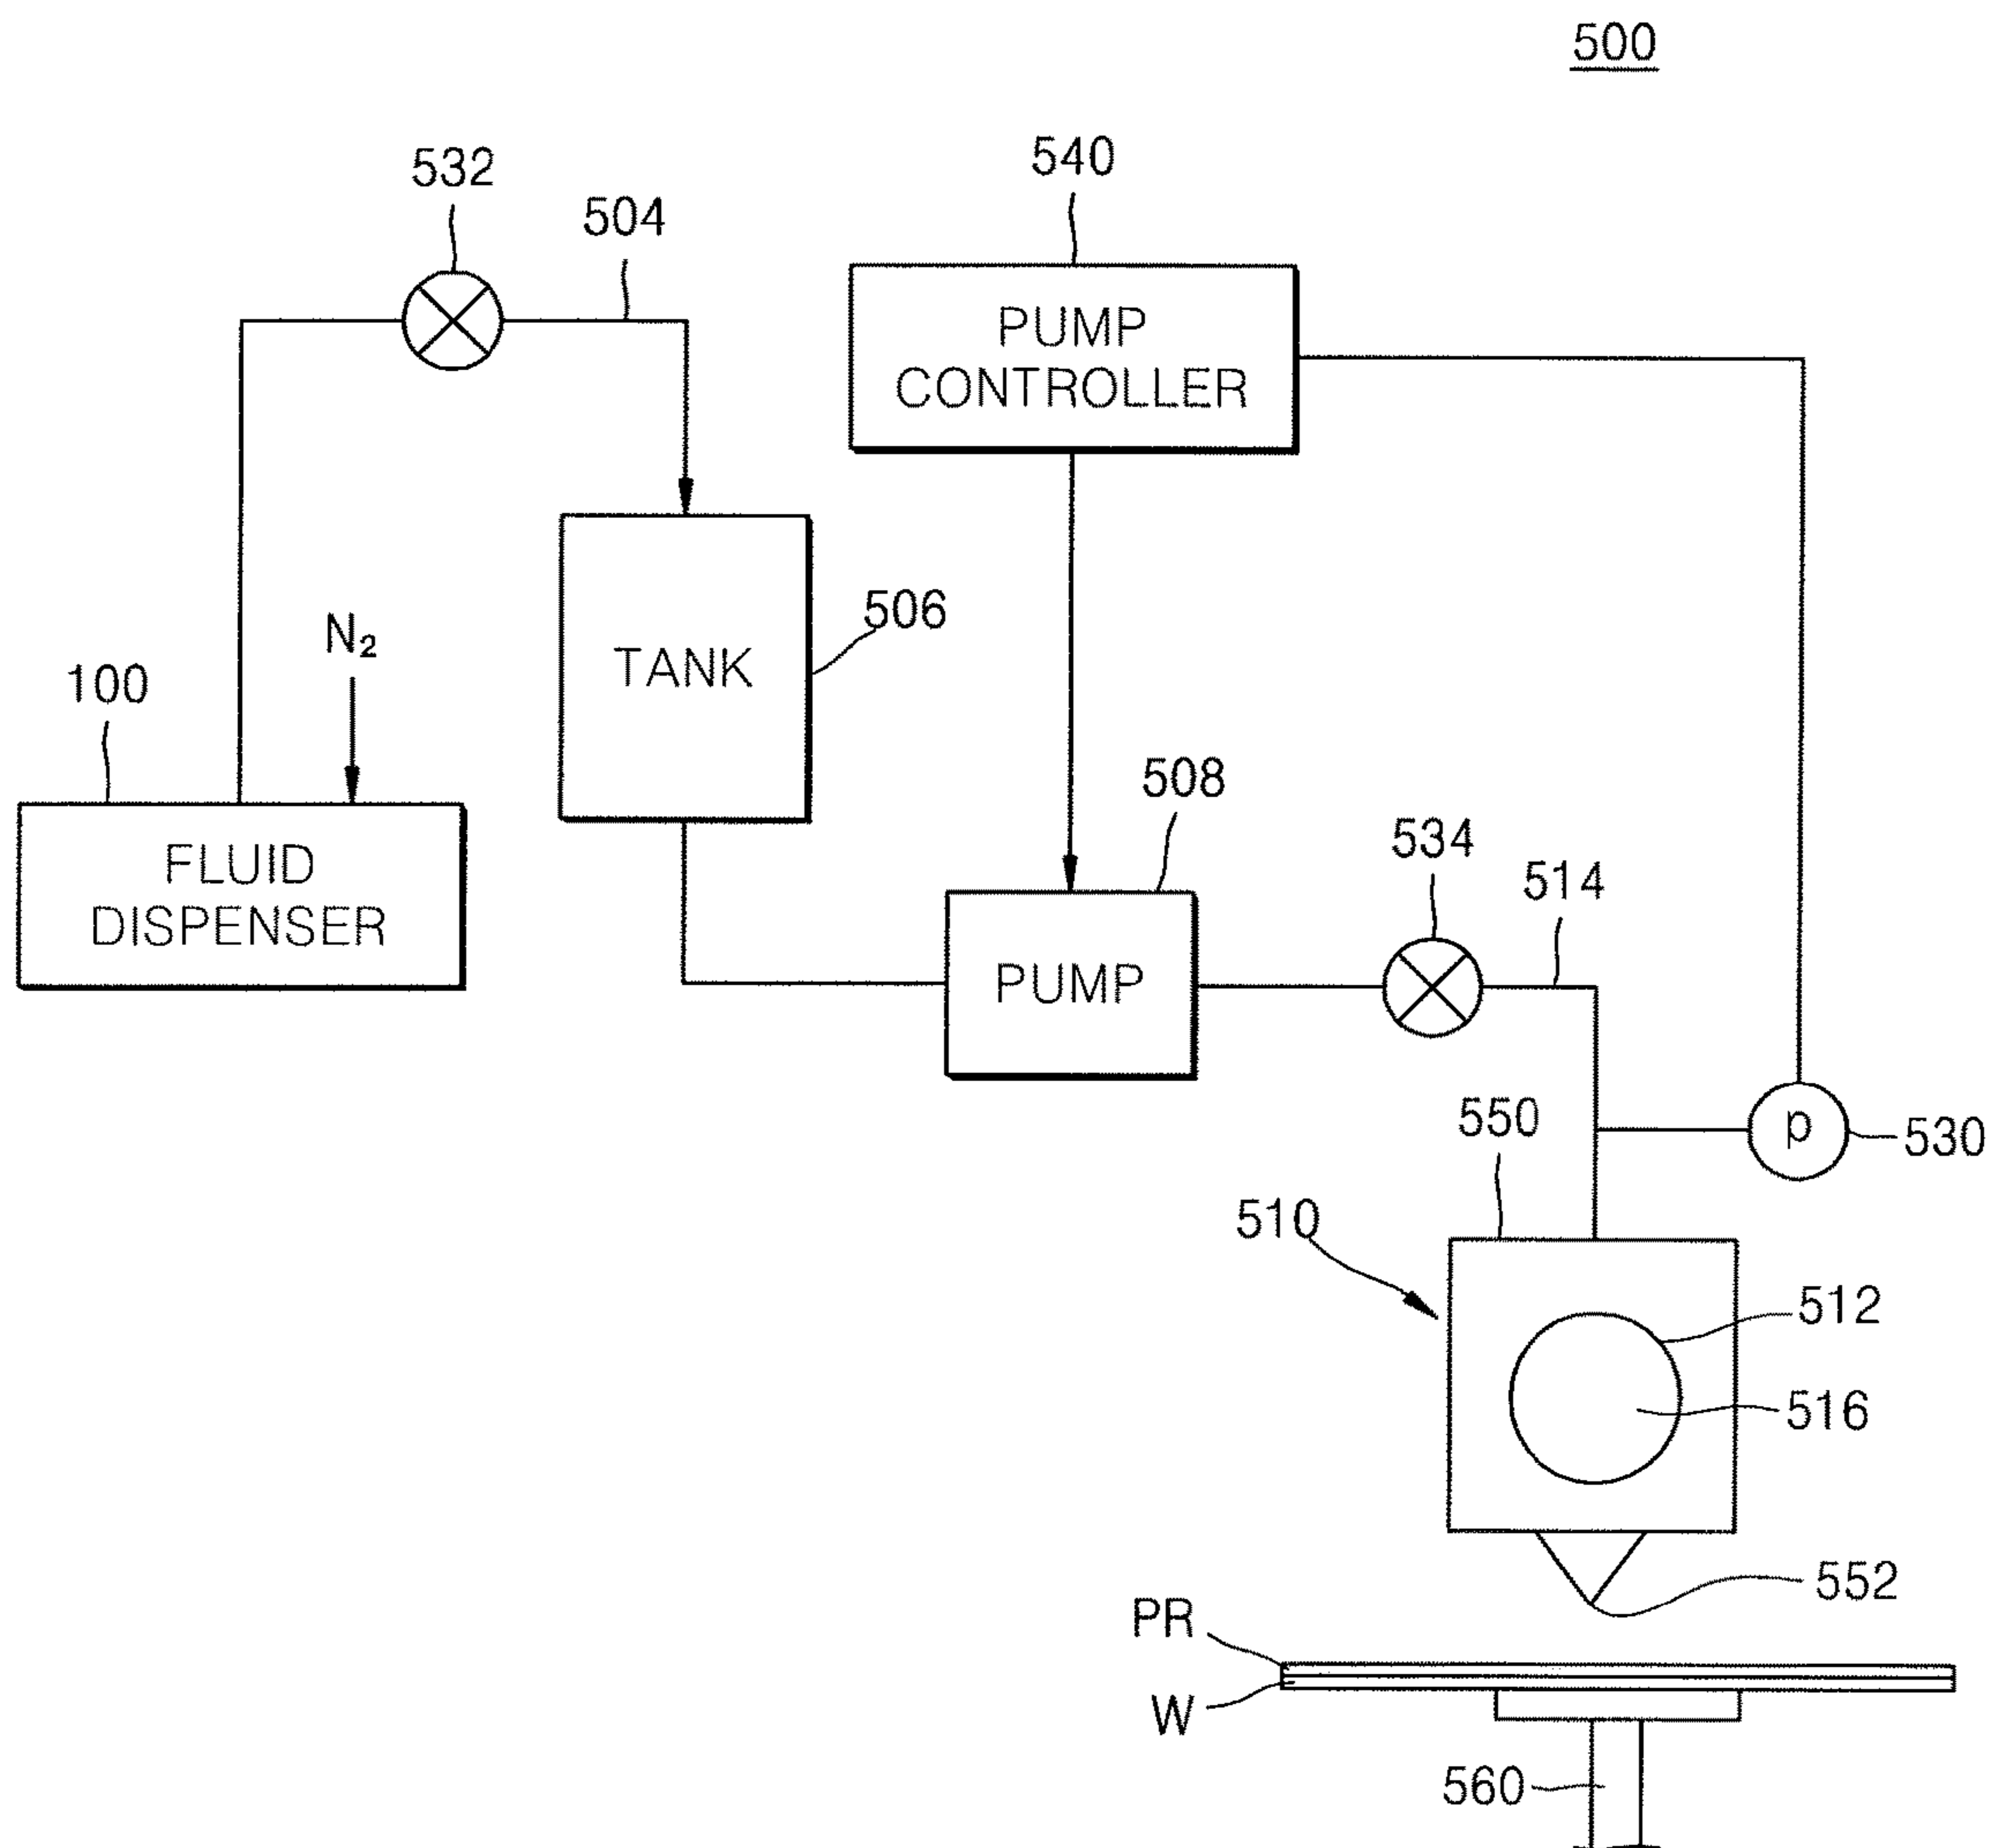 500
532
504
540
PUMP
CONTROLLER
N₂
100
506
TANK
FLUID
DISPENSER
508
534
514
PUMP
550
p
530
510
512
516
552
PR
W
560